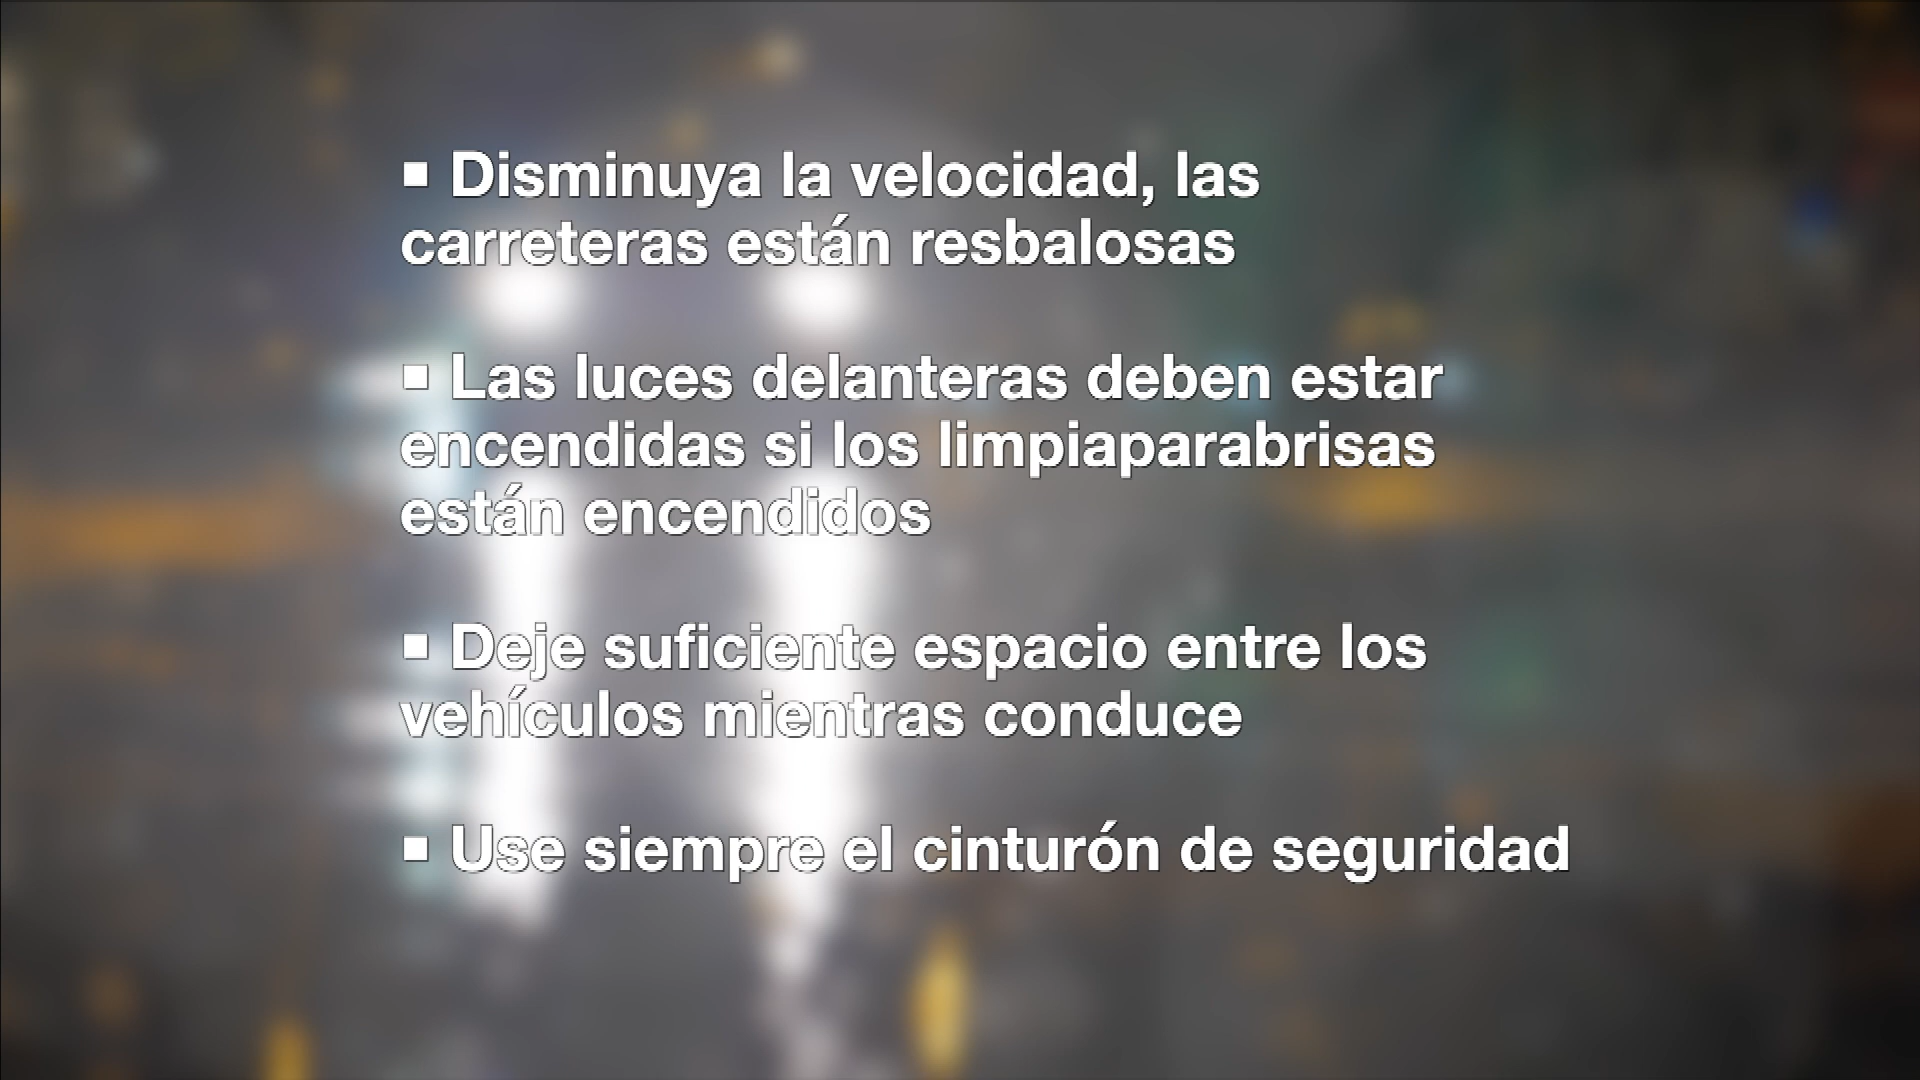 ▪ Disminuya la velocidad, las
carreteras están resbalosas
▪ Las luces delanteras deben estar
encendidas si los limpiaparabrisas
están encendidos
▪ Deje suficiente espacio entre los
vehículos mientras conduce
▪ Use siempre el cinturón de seguridad